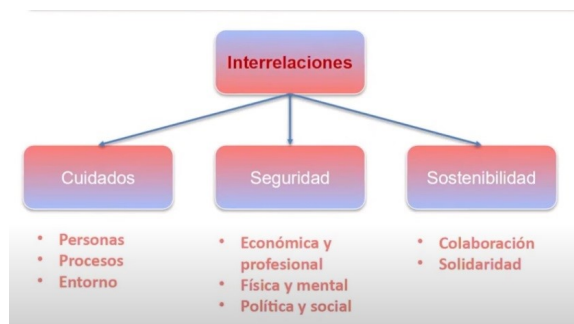 Interrelaciones
Cuidados
Seguridad
Sostenibilidad
• Personas
• Procesos
• Entorno
• Económica y
profesional
• Física y mental
• Política y social
• Colaboración
• Solidaridad